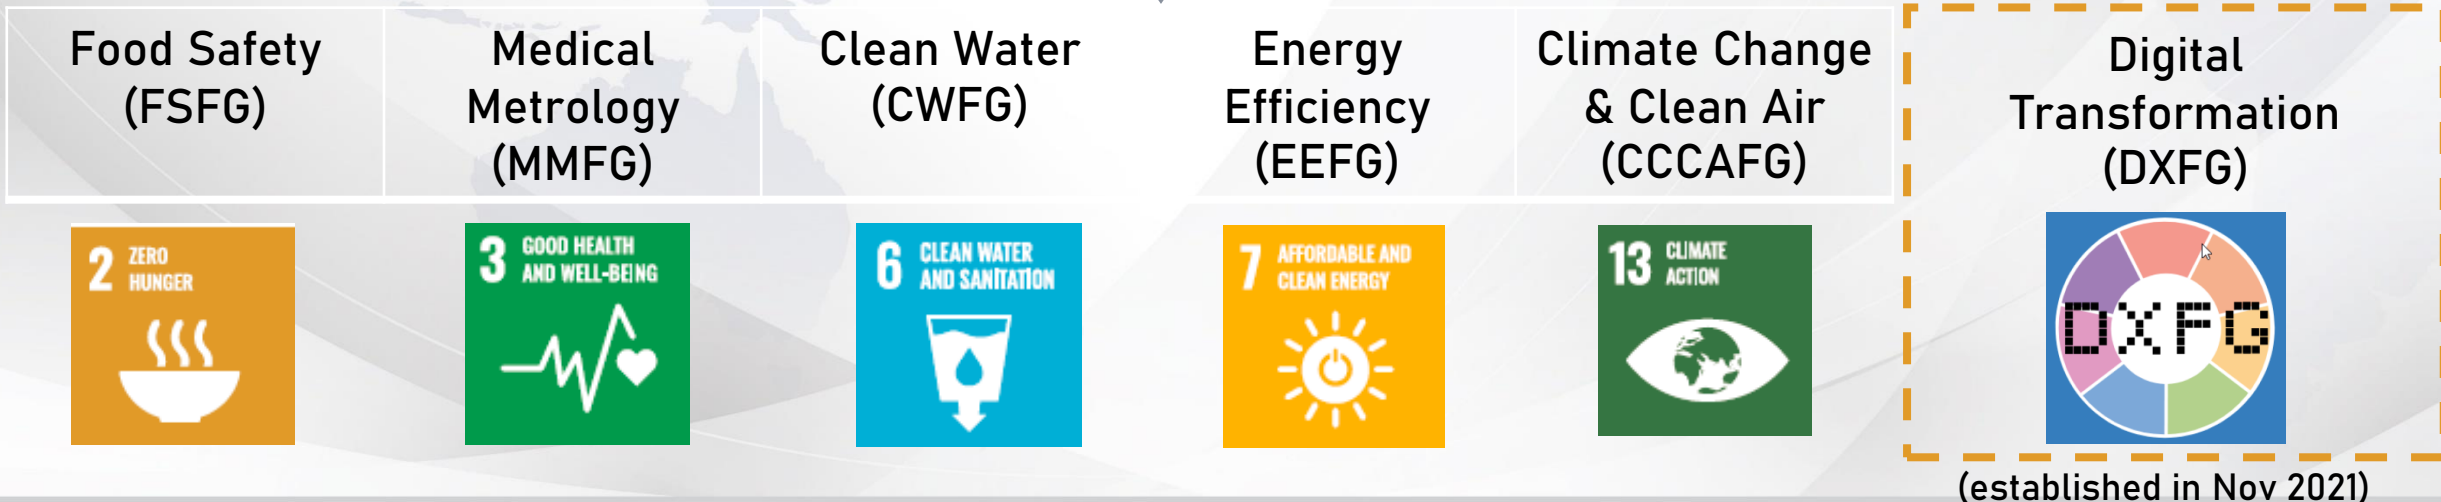 Food Safety
(FSFG)
Medical
Metrology
(MMFG)
Clean Water
(CWFG)
Energy
Efficiency
(EEFG)
Climate Change
& Clean Air
(CCCAFG)
Digital
Transformation
(DXFG)
2 ZERO
HUNGER
3 GOOD HEALTH
AND WELL-BEING
6 CLEAN WATER
AND SANITATION
7 AFFORDABLE AND
CLEAN ENERGY
13 CLIMATE
ACTION
DXFG
(established in Nov 2021)